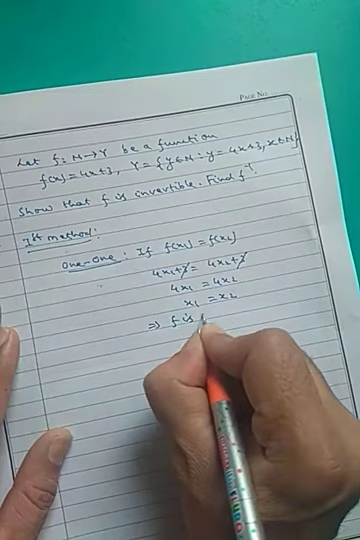 PAGE No.
Let f: N→Y be a function
f(x)=4x+3, Y = {y∈N : y = 4x+3, x∈N}
Show that f is invertible. Find f⁻¹.
Ist method:
One-One: If f(x₁) = f(x₂)
4x₁+3 = 4x₂+3
4x₁ = 4x₂
x₁ = x₂
⇒ f is